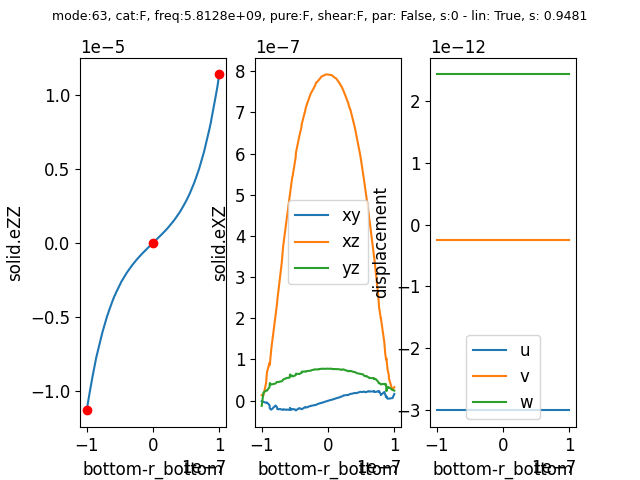 mode:63, cat:F, freq:5.8128e+09, pure:F, shear:F, par: False, s:0 - lin: True, s: 0.9481
1e−5
1e−7
1e−12
solid.eZZ
1.0
0.5
0.0
−0.5
−1.0
−1
0
1
1e−7
bottom-r_bottom
solid.eXZ
8
7
6
5
4
3
2
1
0
xy
xz
yz
−1
0
1
1e−7
bottom-r_bottom
displacement
2
1
0
−1
−2
−3
u
v
w
−1
0
1
1e−7
bottom-r_bottom